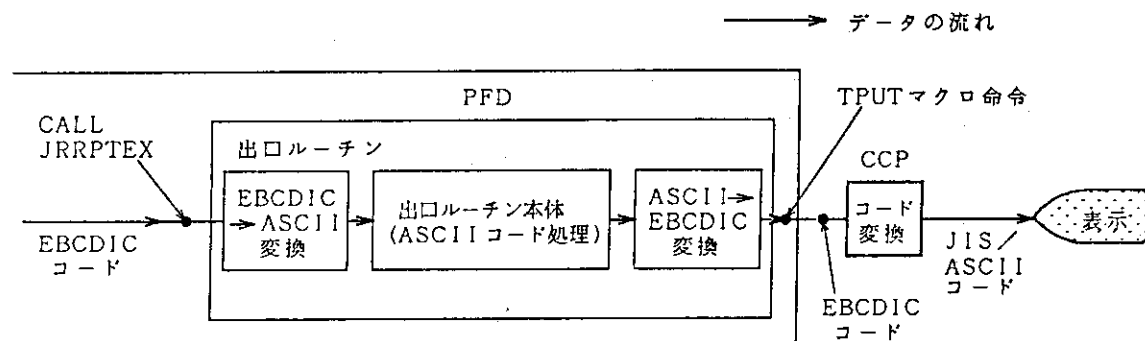 データの流れ
PFD
TPUTマクロ命令
CALL
JRRPTEX
出口ルーチン
CCP
EBCDIC
→ASCII
変換
出口ルーチン本体
(ASCIIコード処理)
ASCII→
EBCDIC
変換
コード
変換
表示
EBCDIC
コード
JIS
ASCII
コード
EBCDIC
コード